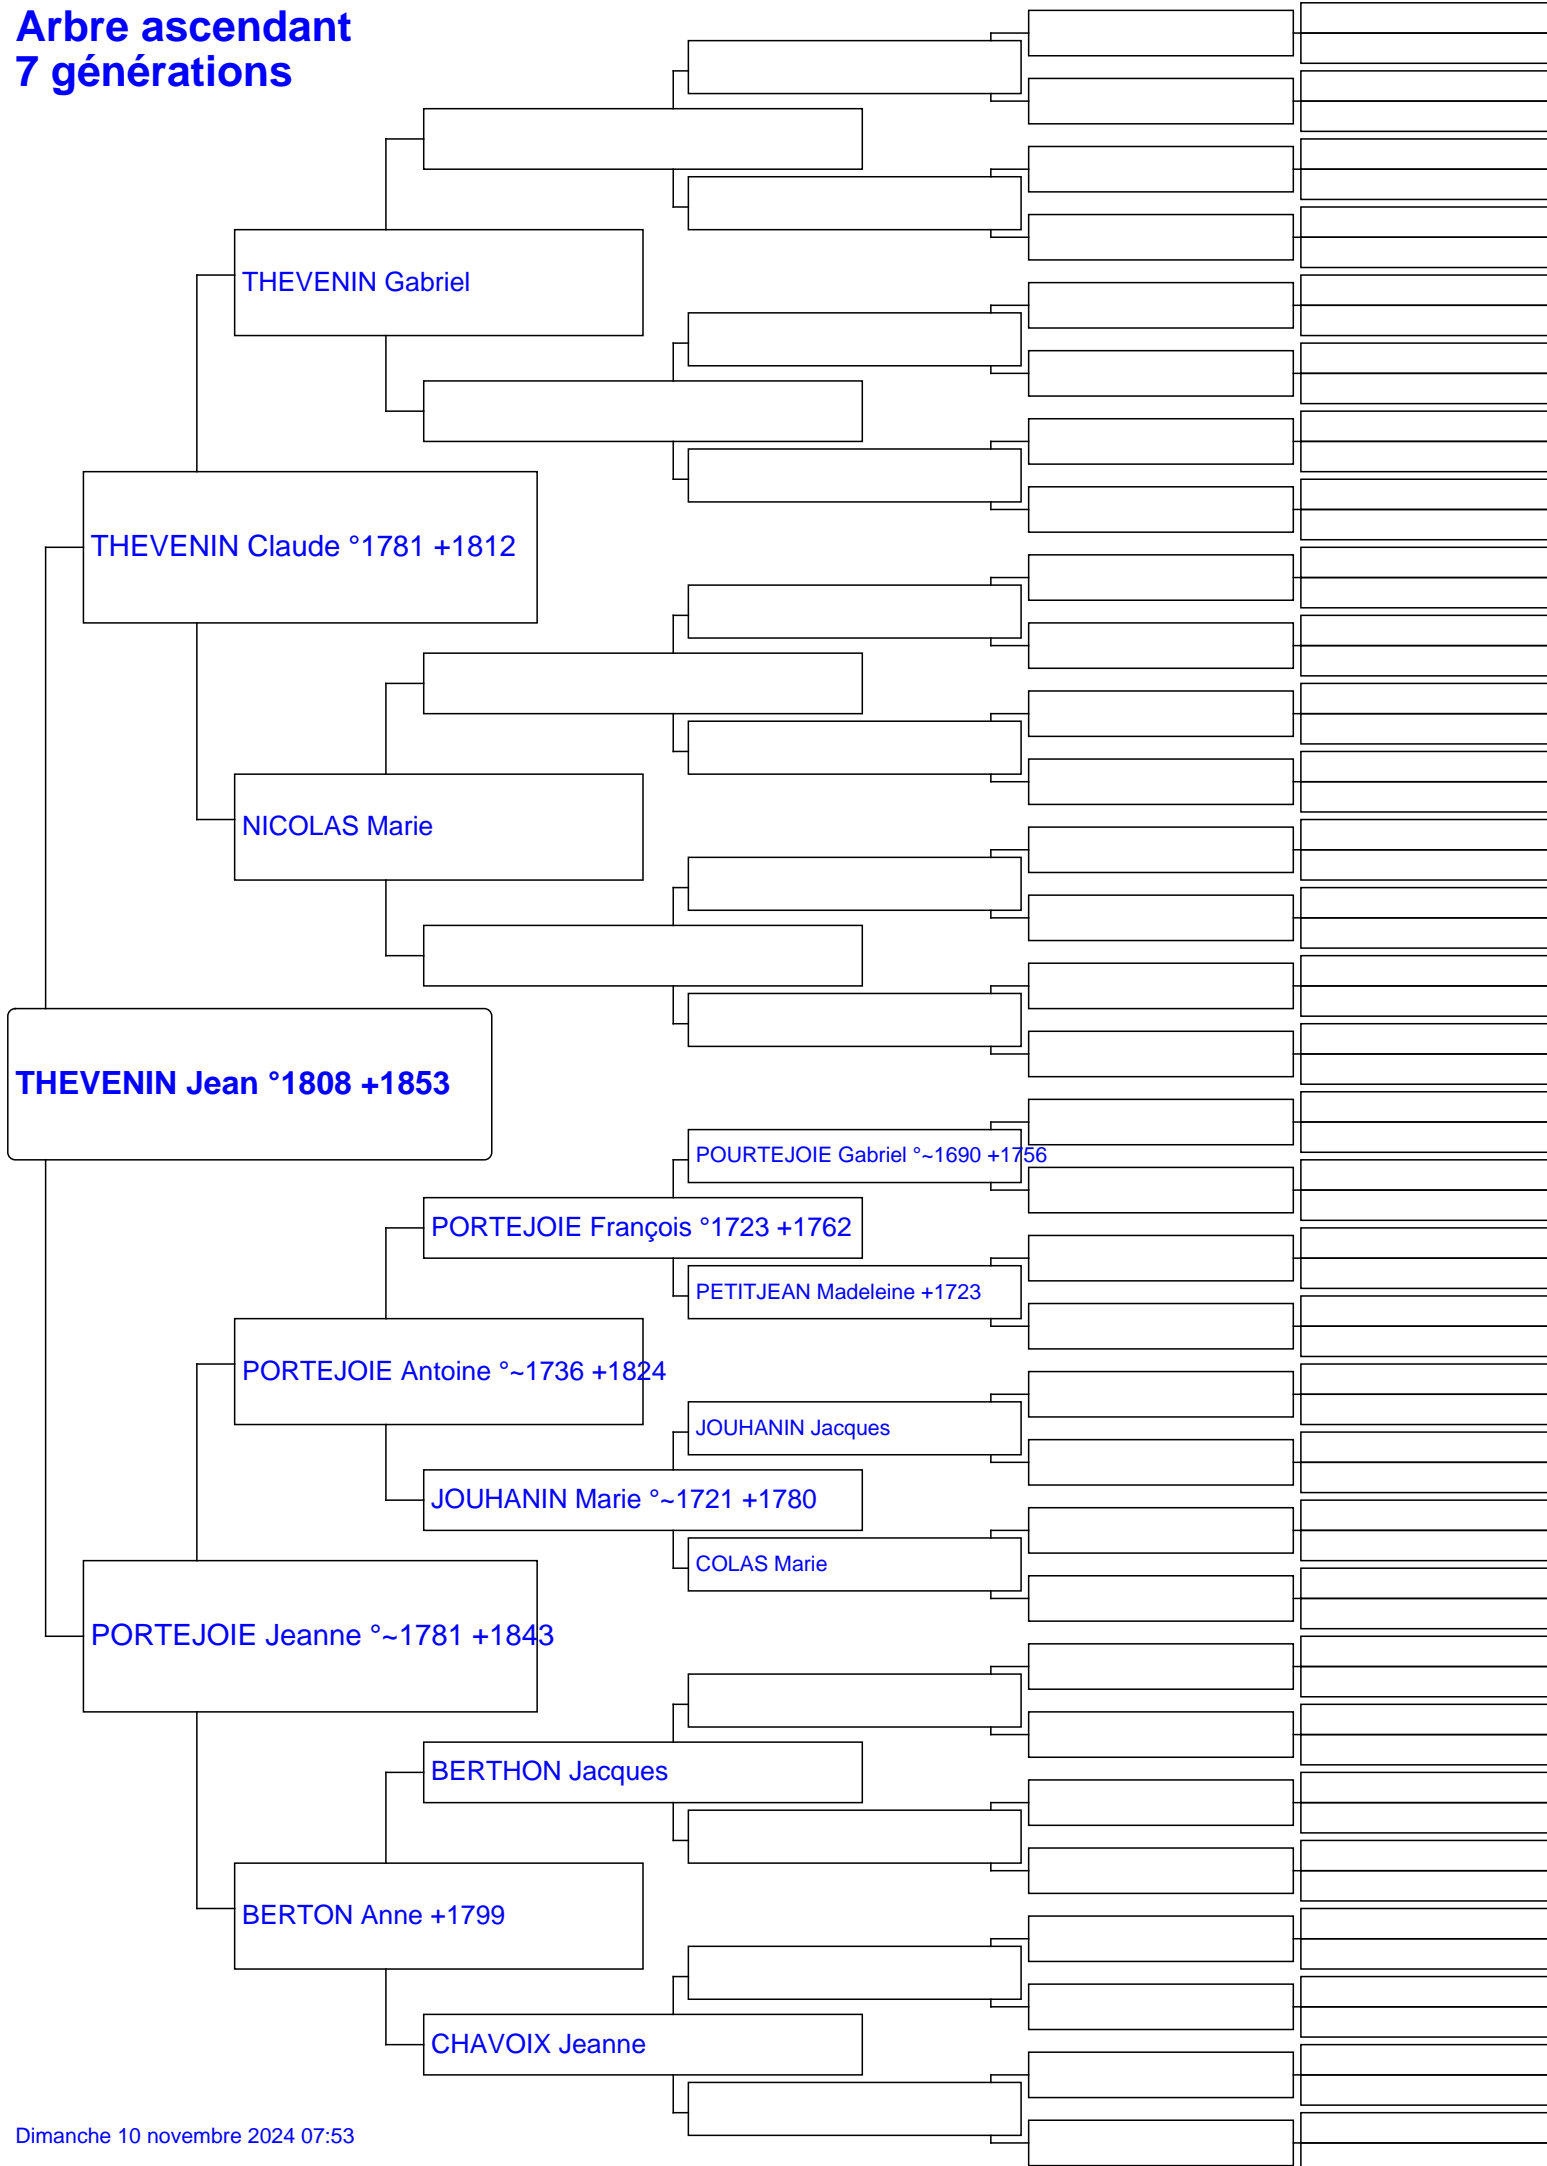 Arbre ascendant
7 générations
THEVENIN Gabriel
THEVENIN Claude °1781 +1812
NICOLAS Marie
THEVENIN Jean °1808 +1853
POURTEJOIE Gabriel °~1690 +1756
PORTEJOIE François °1723 +1762
PETITJEAN Madeleine +1723
PORTEJOIE Antoine °~1736 +1824
JOUHANIN Jacques
JOUHANIN Marie °~1721 +1780
COLAS Marie
PORTEJOIE Jeanne °~1781 +1843
BERTHON Jacques
BERTON Anne +1799
CHAVOIX Jeanne
Dimanche 10 novembre 2024 07:53